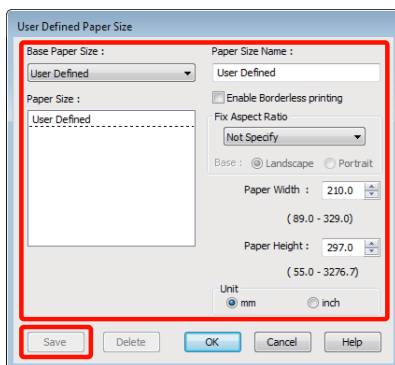 User Defined Paper Size
Base Paper Size :
User Defined
Paper Size :
User Defined
Paper Size Name :
User Defined
Enable Borderless printing
Fix Aspect Ratio
Not Specify
Base : Landscape Portrait
Paper Width : 210.0
( 89.0 - 329.0)
Paper Height : 297.0
( 55.0 - 3276.7)
Unit
mm inch
Save Delete OK Cancel Help